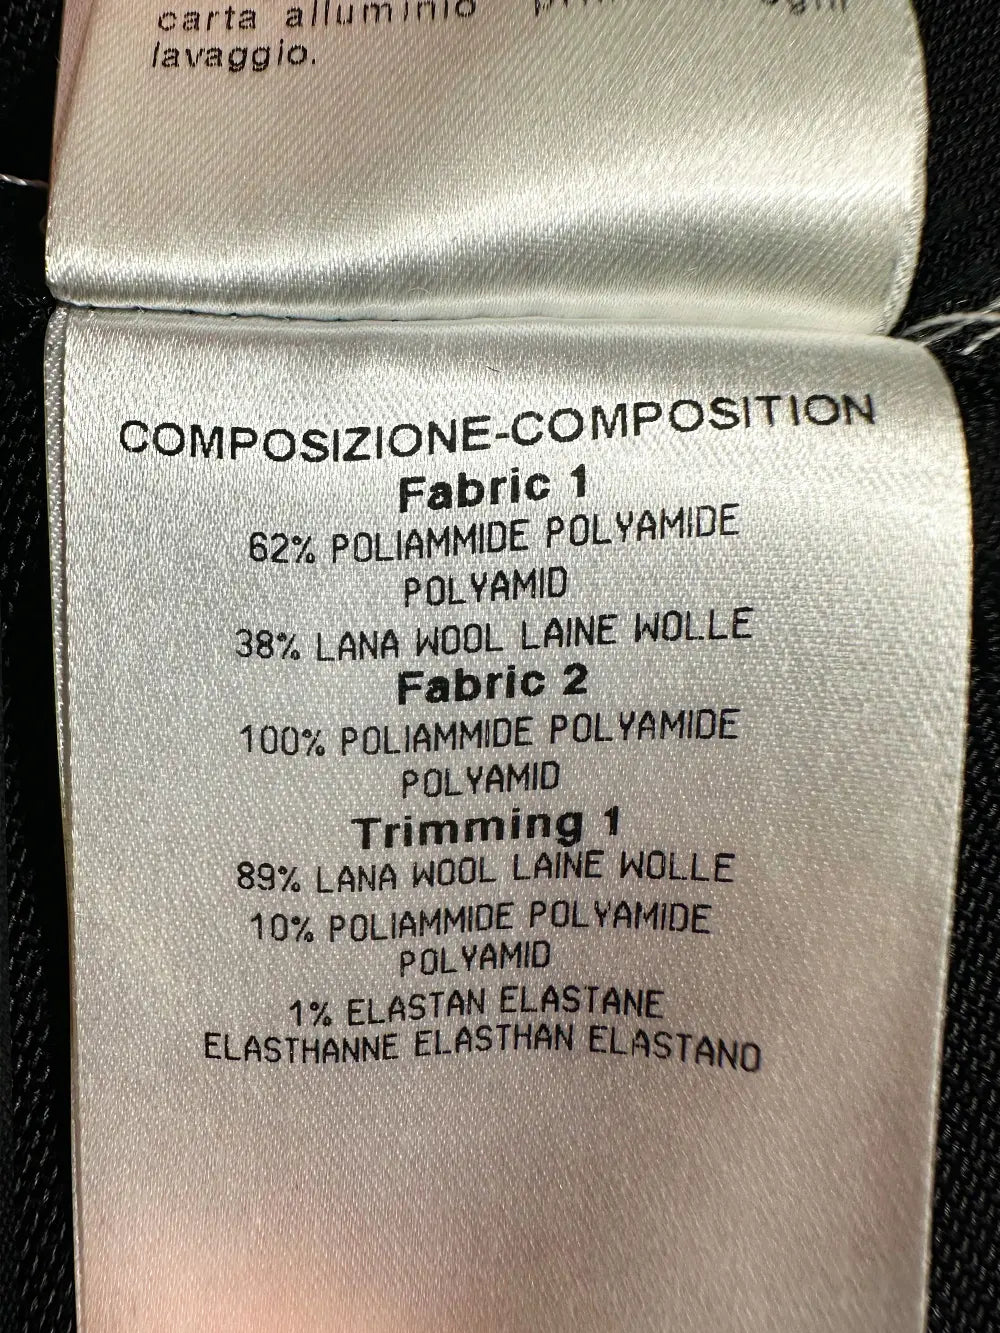 carta alluminio
lavaggio.
COMPOSIZIONE-COMPOSITION
Fabric 1
62% POLIAMMIDE POLYAMIDE
POLYAMID
38% LANA WOOL LAINE WOLLE
Fabric 2
100% POLIAMMIDE POLYAMIDE
POLYAMID
Trimming 1
89% LANA WOOL LAINE WOLLE
10% POLIAMMIDE POLYAMIDE
POLYAMID
1% ELASTAN ELASTANE
ELASTHANNE ELASTHAN ELASTANO